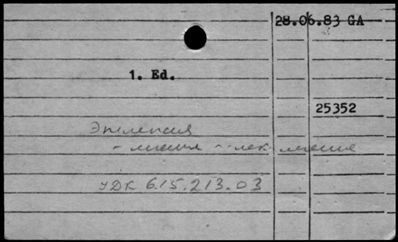 28.06.83 GA
1. Ed.
25352
Эпилепсия
УДК 615.213.03